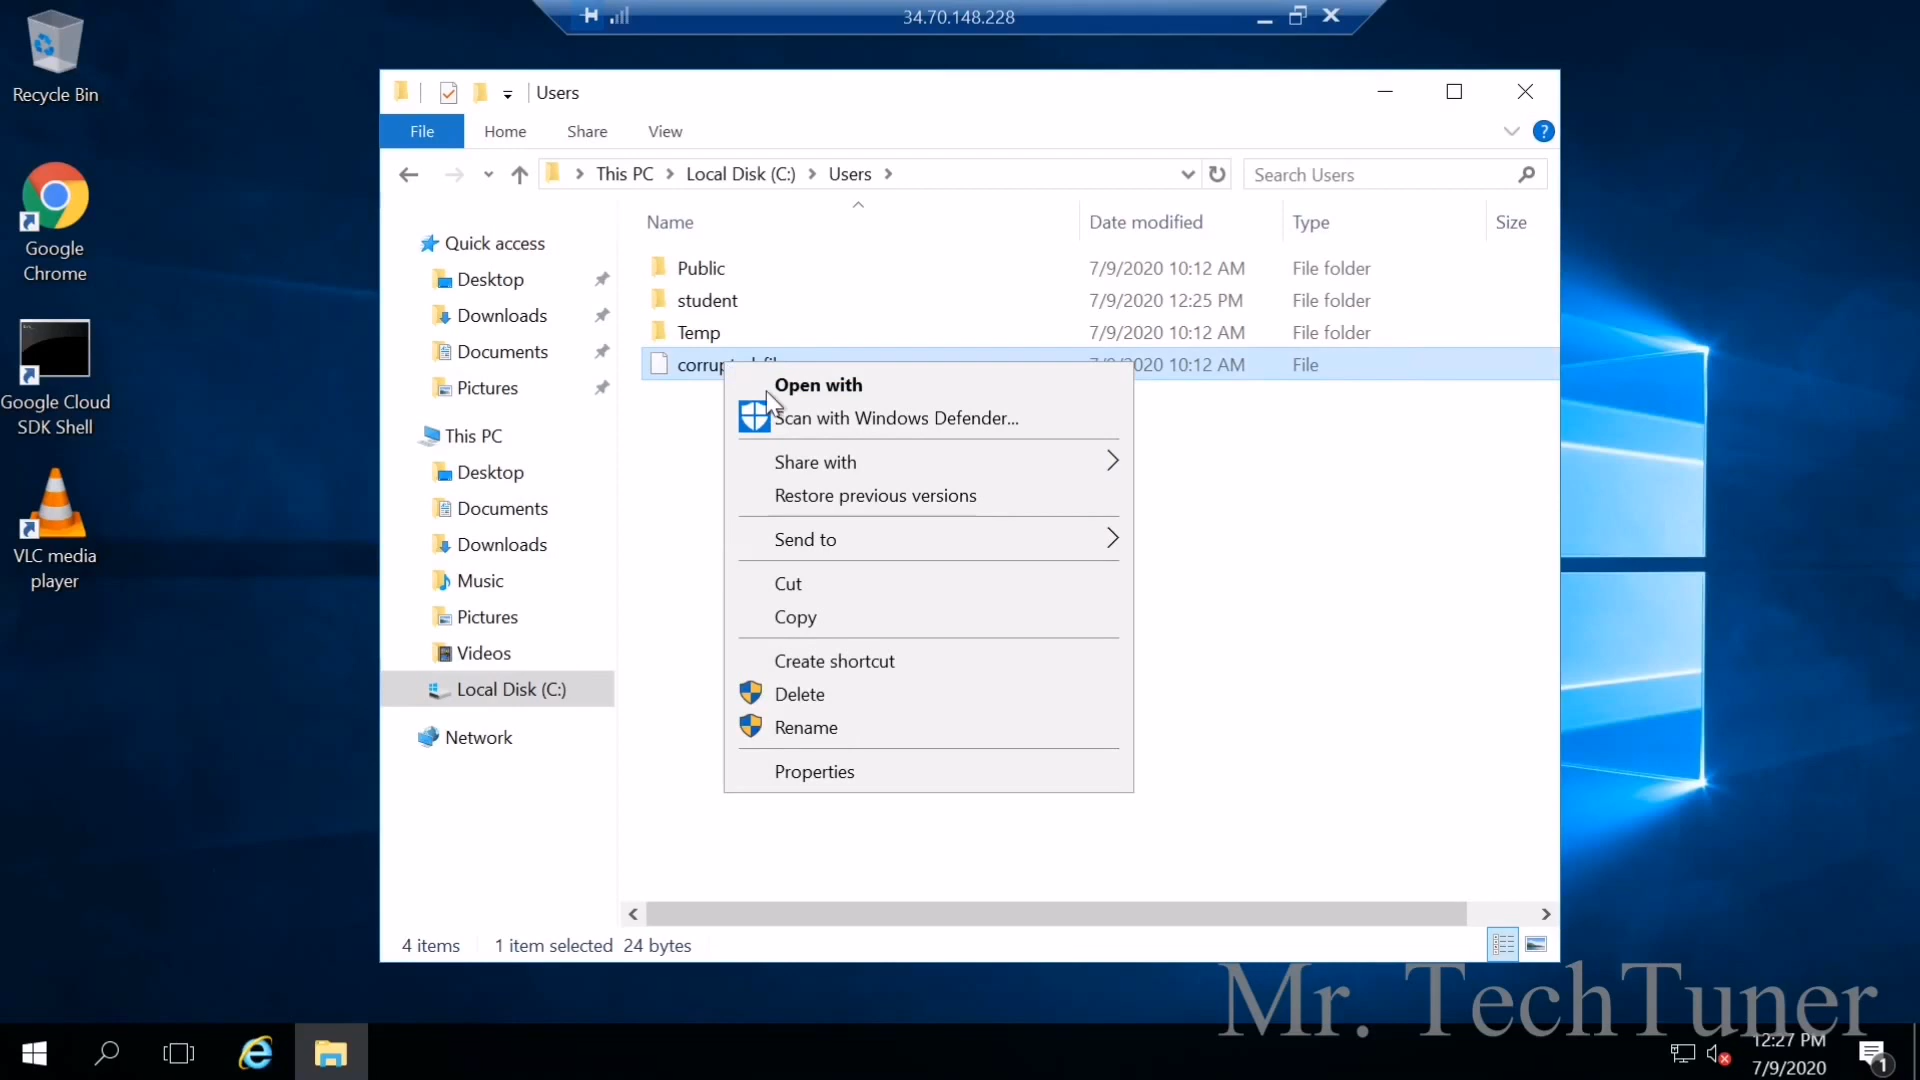 34.70.148.228
Recycle Bin
Google
Chrome
Google Cloud
SDK Shell
VLC media
player
Users
File
Home
Share
View
This PC
Local Disk (C:)
Users
Search Users
Name
Date modified
Type
Size
Quick access
Desktop
Downloads
Documents
Pictures
This PC
Desktop
Documents
Downloads
Music
Pictures
Videos
Local Disk (C:)
Network
Public 7/9/2020 10:12 AM File folder
student 7/9/2020 12:25 PM File folder
Temp 7/9/2020 10:12 AM File folder
10:12 AM File
Open with
Scan with Windows Defender...
Share with
Restore previous versions
Send to
Cut
Copy
Create shortcut
Delete
Rename
Properties
4 items
1 item selected 24 bytes
Mr. TechTuner
12:27 PM
7/9/2020
1